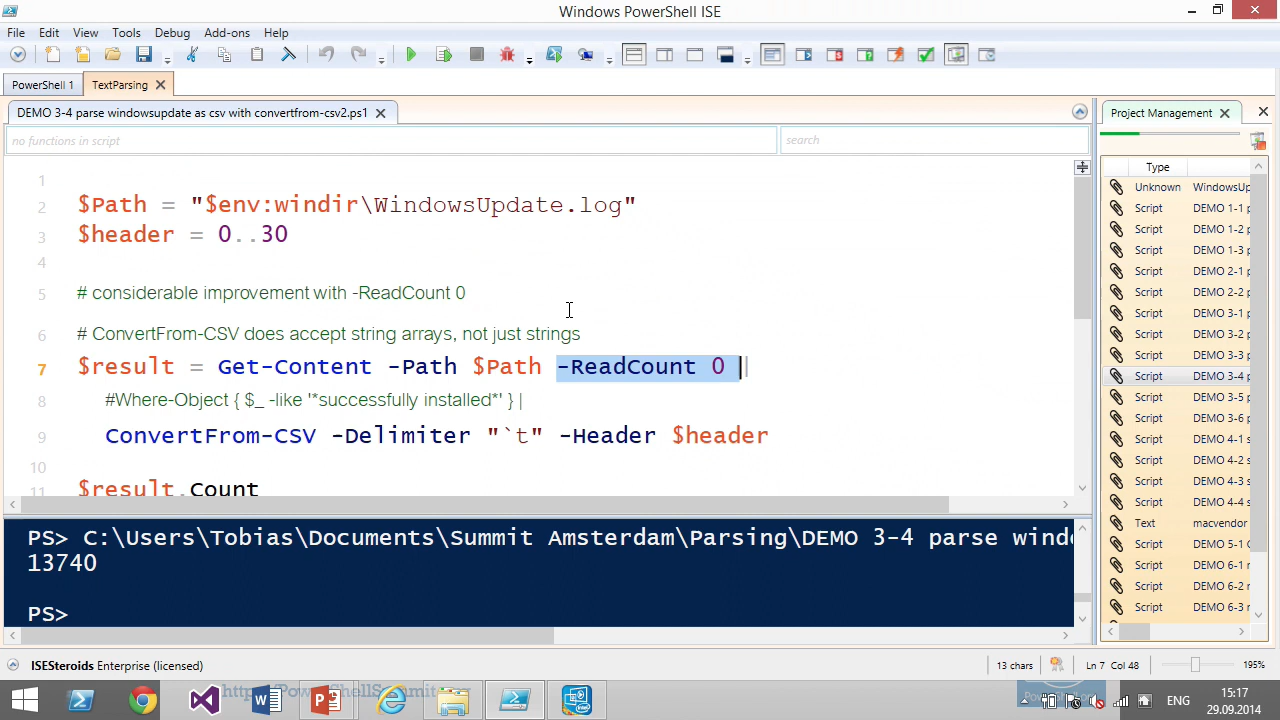 Windows PowerShell ISE
File Edit View Tools Debug Add-ons Help
PowerShell 1 TextParsing
DEMO 3-4 parse windowsupdate as csv with convertfrom-csv2.ps1
Project Management
no functions in script search
1
2 $Path = "$env:windir\WindowsUpdate.log"
3 $header = 0..30
4
5 # considerable improvement with -ReadCount 0
6 # ConvertFrom-CSV does accept string arrays, not just strings
7 $result = Get-Content -Path $Path -ReadCount 0 |
8 #Where-Object { $_ -like '*successfully installed*' } |
9 ConvertFrom-CSV -Delimiter "`t" -Header $header
10
11 $result.Count
Type
Unknown WindowsUp
Script DEMO 1-1
Script DEMO 1-2
Script DEMO 1-3
Script DEMO 2-1
Script DEMO 2-2
Script DEMO 3-1
Script DEMO 3-2
Script DEMO 3-3
Script DEMO 3-4
Script DEMO 3-5
Script DEMO 3-6
Script DEMO 4-1
Script DEMO 4-2
Script DEMO 4-3
Script DEMO 4-4
Text macvendor
Script DEMO 5-1
Script DEMO 6-1
Script DEMO 6-2
Script DEMO 6-3
PS> C:\Users\Tobias\Documents\Summit Amsterdam\Parsing\DEMO 3-4 parse wind
13740
PS>
ISESteroids Enterprise (licensed) 13 chars Ln 7 Col 48 195%
http://PowerShellSummit
ENG
15:17
29.09.2014